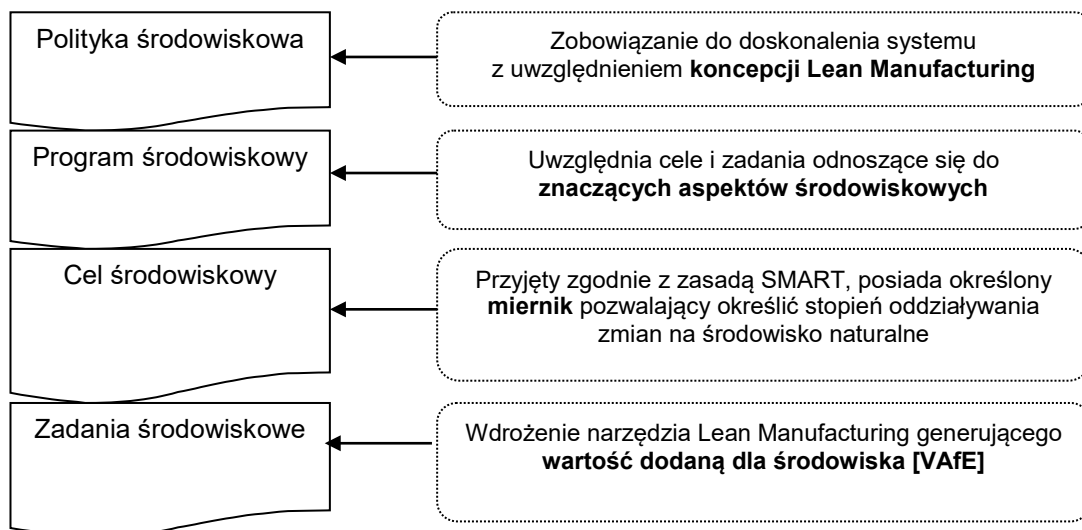 Polityka środowiskowa
Zobowiązanie do doskonalenia systemu
z uwzględnieniem koncepcji Lean Manufacturing
Program środowiskowy
Uwzględnia cele i zadania odnoszące się do
znaczących aspektów środowiskowych
Cel środowiskowy
Przyjęty zgodnie z zasadą SMART, posiada określony
miernik pozwalający określić stopień oddziaływania
zmian na środowisko naturalne
Zadania środowiskowe
Wdrożenie narzędzia Lean Manufacturing generującego
wartość dodaną dla środowiska [VAfE]